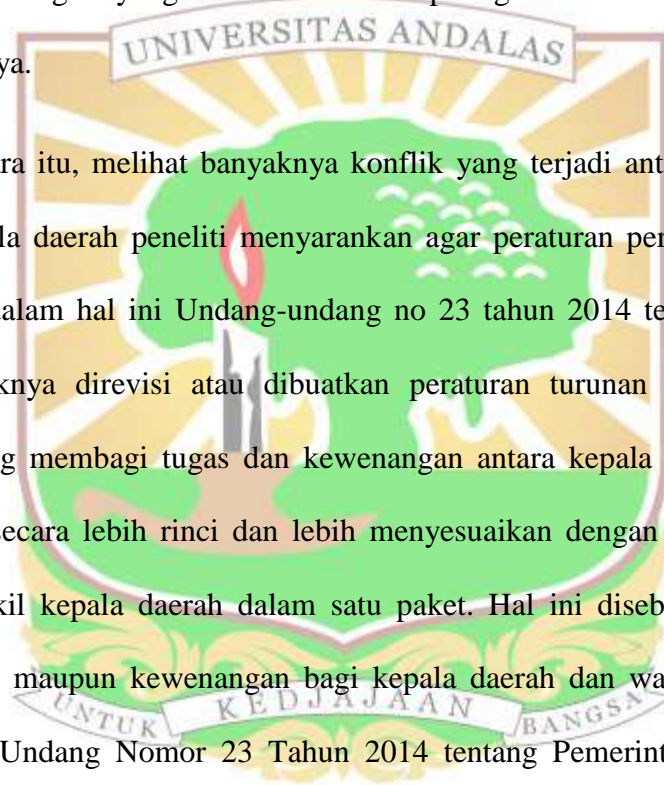 UNIVERSITAS ANDALAS
ya.
ra itu, melihat banyaknya konflik yang terjadi ant
la daerah peneliti menyarankan agar peraturan per
dalam hal ini Undang-undang no 23 tahun 2014 te
knya direvisi atau dibuatkan peraturan turunan
g membagi tugas dan kewenangan antara kepala
secara lebih rinci dan lebih menyesuaikan dengan
kil kepala daerah dalam satu paket. Hal ini diseb
maupun kewenangan bagi kepala daerah dan wa
UNTUK KEDJAJAAN BANGSA
Undang Nomor 23 Tahun 2014 tentang Pemerint